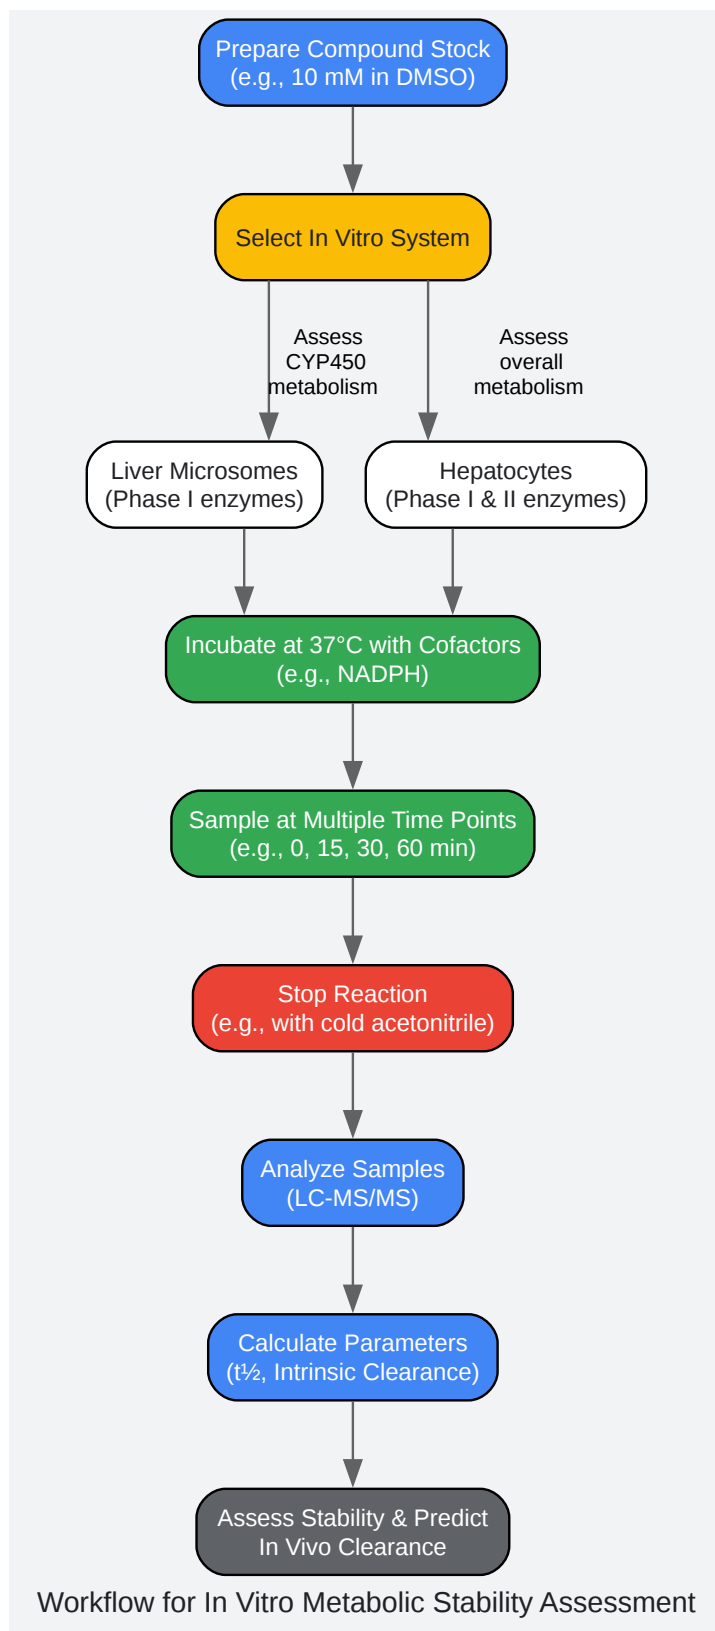 Prepare Compound Stock
(e.g., 10 mM in DMSO)
Select In Vitro System
Assess
CYP450
metabolism
Assess
overall
metabolism
Liver Microsomes
(Phase I enzymes)
Hepatocytes
(Phase I & II enzymes)
Incubate at 37°C with Cofactors
(e.g., NADPH)
Sample at Multiple Time Points
(e.g., 0, 15, 30, 60 min)
Stop Reaction
(e.g., with cold acetonitrile)
Analyze Samples
(LC-MS/MS)
Calculate Parameters
(t½, Intrinsic Clearance)
Assess Stability & Predict
In Vivo Clearance
Workflow for In Vitro Metabolic Stability Assessment